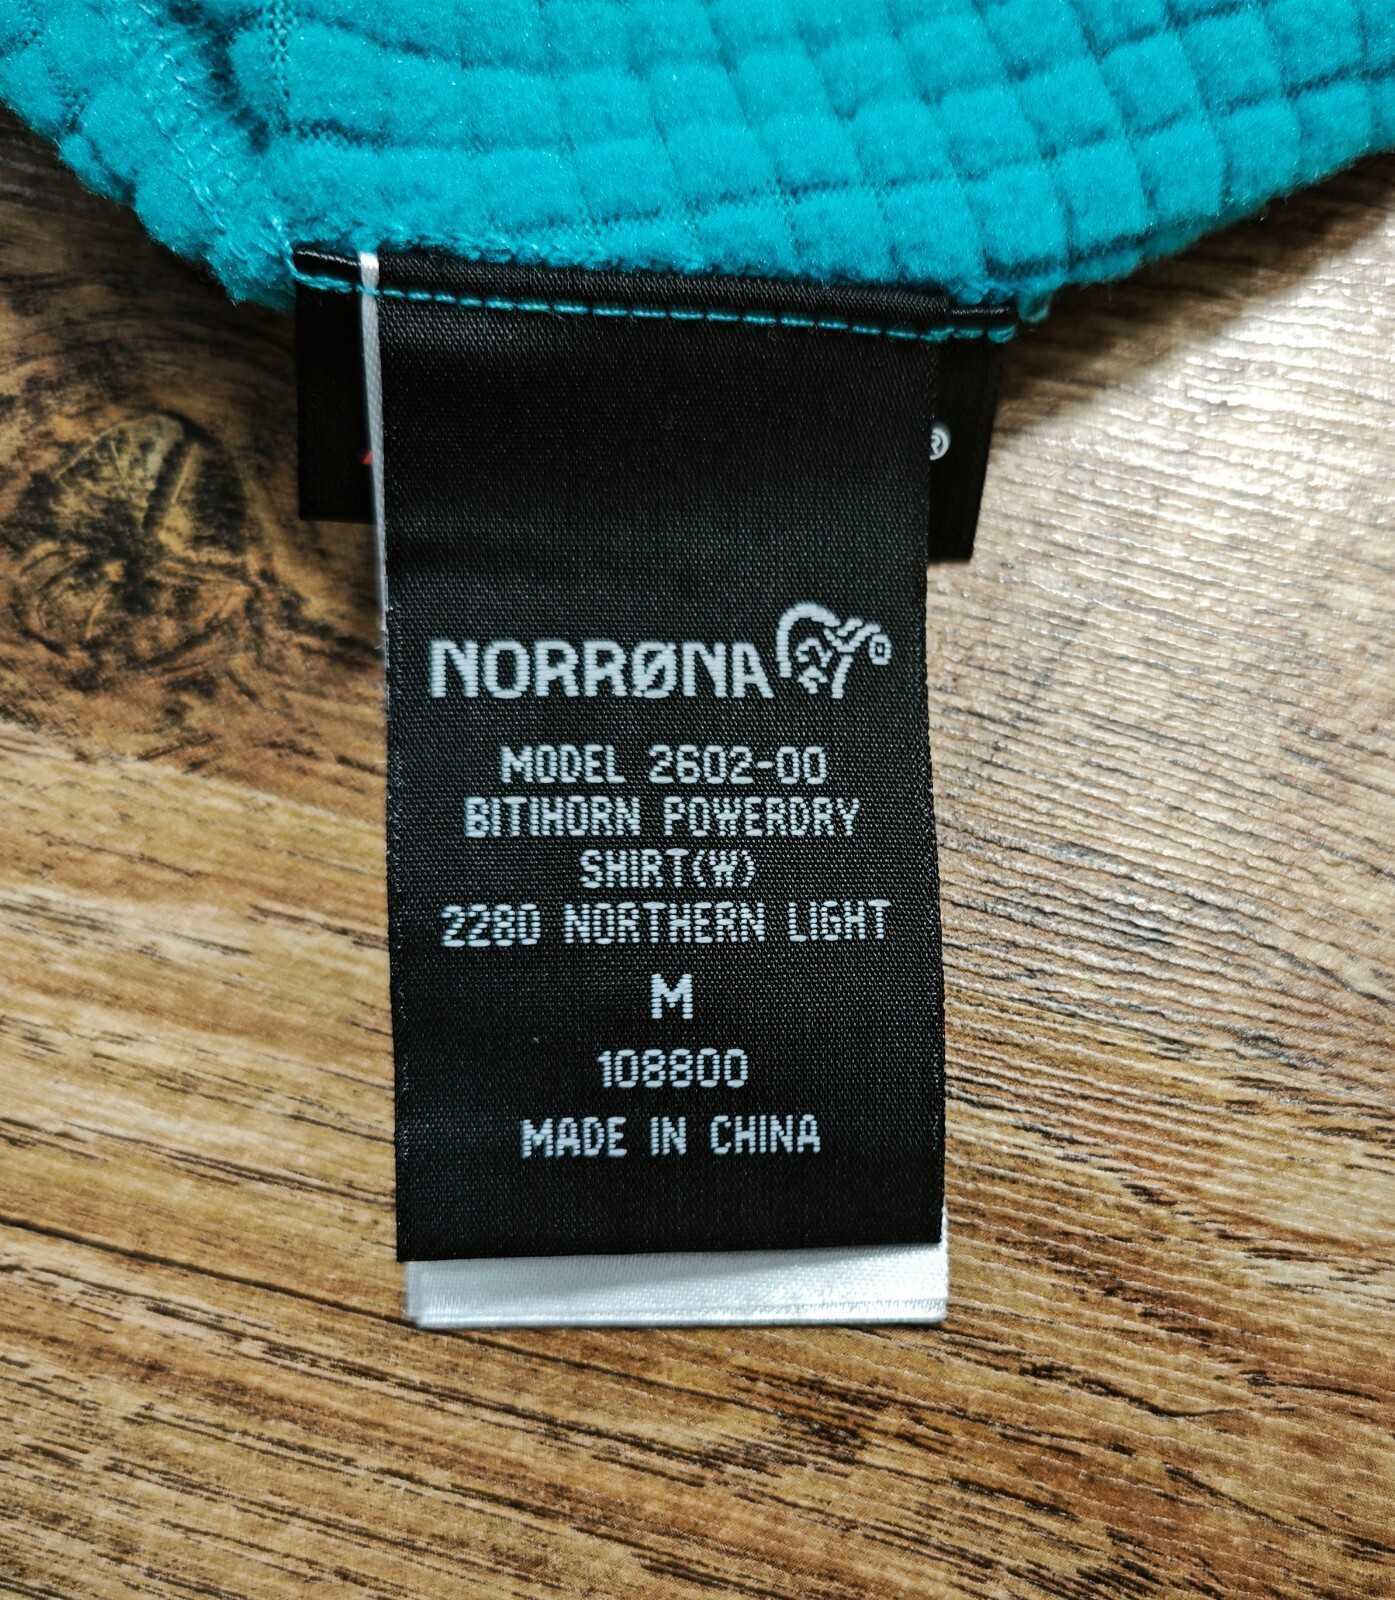 ®
NORRØNA
MODEL 2602-00
BITIHORN POWERDRY
SHIRT(W)
2280 NORTHERN LIGHT
M
108800
MADE IN CHINA